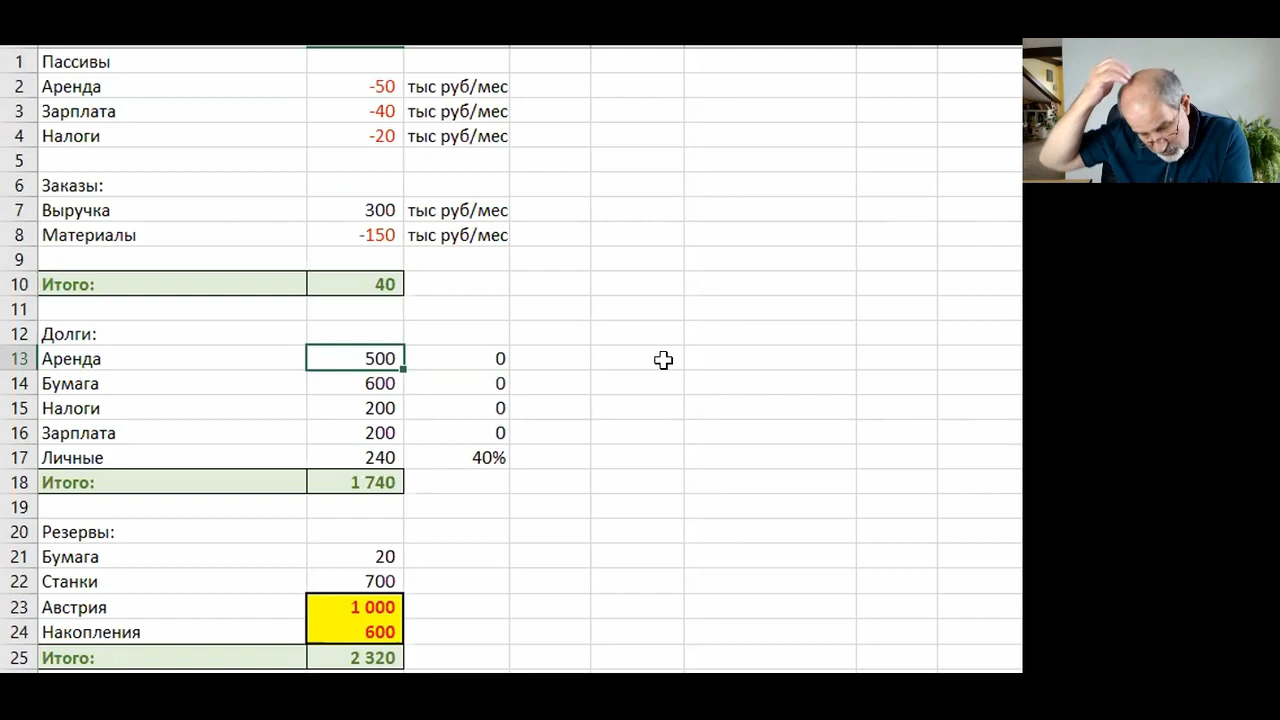 1 Пассивы
2 Аренда -50 тыс руб/мес
3 Зарплата -40 тыс руб/мес
4 Налоги -20 тыс руб/мес
5
6 Заказы:
7 Выручка 300 тыс руб/мес
8 Материалы -150 тыс руб/мес
9
10 Итого: 40
11
12 Долги:
13 Аренда 500 0
14 Бумага 600 0
15 Налоги 200 0
16 Зарплата 200 0
17 Личные 240 40%
18 Итого: 1 740
19
20 Резервы:
21 Бумага 20
22 Станки 700
23 Австрия 1 000
24 Накопления 600
25 Итого: 2 320